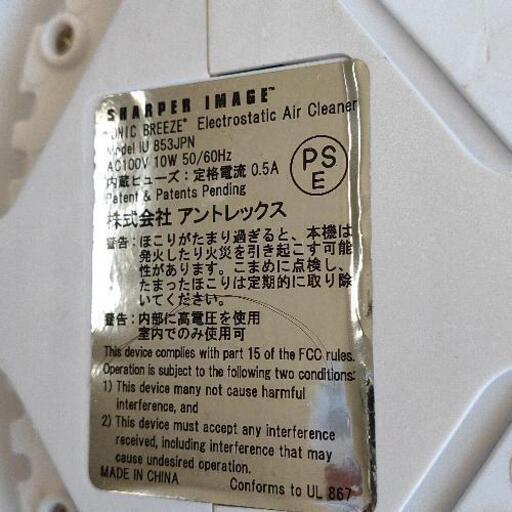 SHARPER IMAGE™
IONIC BREEZE® Electrostatic Air Cleaner
Model IU 853JPN
AC100V 10W 50/60Hz
内蔵ヒューズ:定格電流 0.5A
Patent & Patents Pending
PS
E
株式会社 アントレックス
警告:ほこりがたまり過ぎると、本機は
発火したり火災を引き起こす可能
性があります。こまめに点検し、
たまったほこりは定期的に取り除
いてください。
警告:内部に高電圧を使用
室内でのみ使用可
This device complies with part 15 of the FCC rules.
Operation is subject to the following two conditions:
1) This device many not cause harmful
interference, and
2) This device must accept any interference
received, including interference that may
cause undesired operation.
MADE IN CHINA
Conforms to UL 867